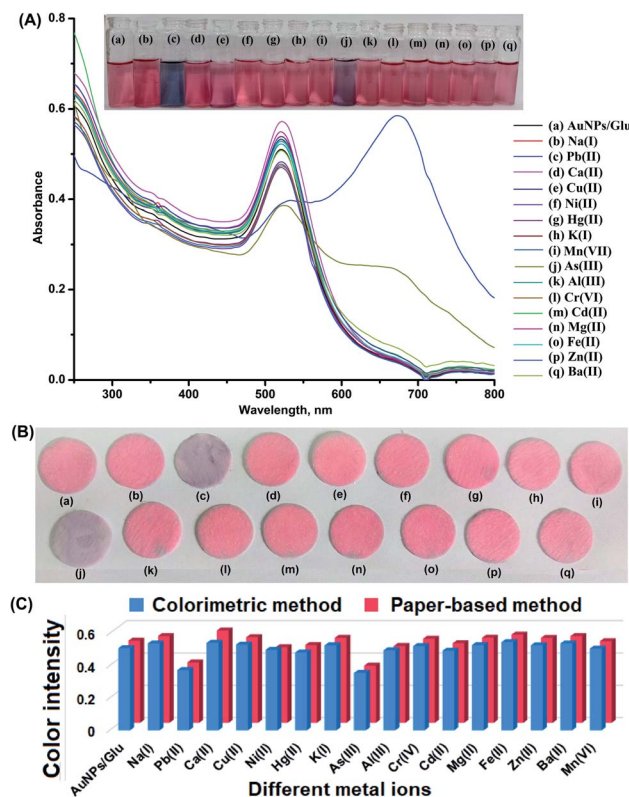 (A)
(a) (b) (c) (d) (e) (f) (g) (h) (i) (j) (k) (l) (m) (n) (o) (p) (q)
0.8
0.6
0.4
0.2
0.0
Absorbance
300 400 500 600 700 800
Wavelength, nm
(a) AuNPs/Glu
(b) Na(I)
(c) Pb(II)
(d) Ca(II)
(e) Cu(II)
(f) Ni(II)
(g) Hg(II)
(h) K(I)
(i) Mn(VII)
(j) As(III)
(k) Al(III)
(l) Cr(VI)
(m) Cd(II)
(n) Mg(II)
(o) Fe(II)
(p) Zn(II)
(q) Ba(II)
(B)
(a) (b) (c) (d) (e) (f) (g) (h) (i)
(j) (k) (l) (m) (n) (o) (p) (q)
(C)
Colorimetric method Paper-based method
0.6
0.4
0.2
0
Color intensity
AuNPs/Glu Na(I) Pb(II) Ca(II) Cu(II) Ni(II) Hg(II) K(I) As(III) Al(III) Cr(V) Cd(II) Mg(II) Fe(II) Zn(II) Ba(II) Mn(VI)
Different metal ions